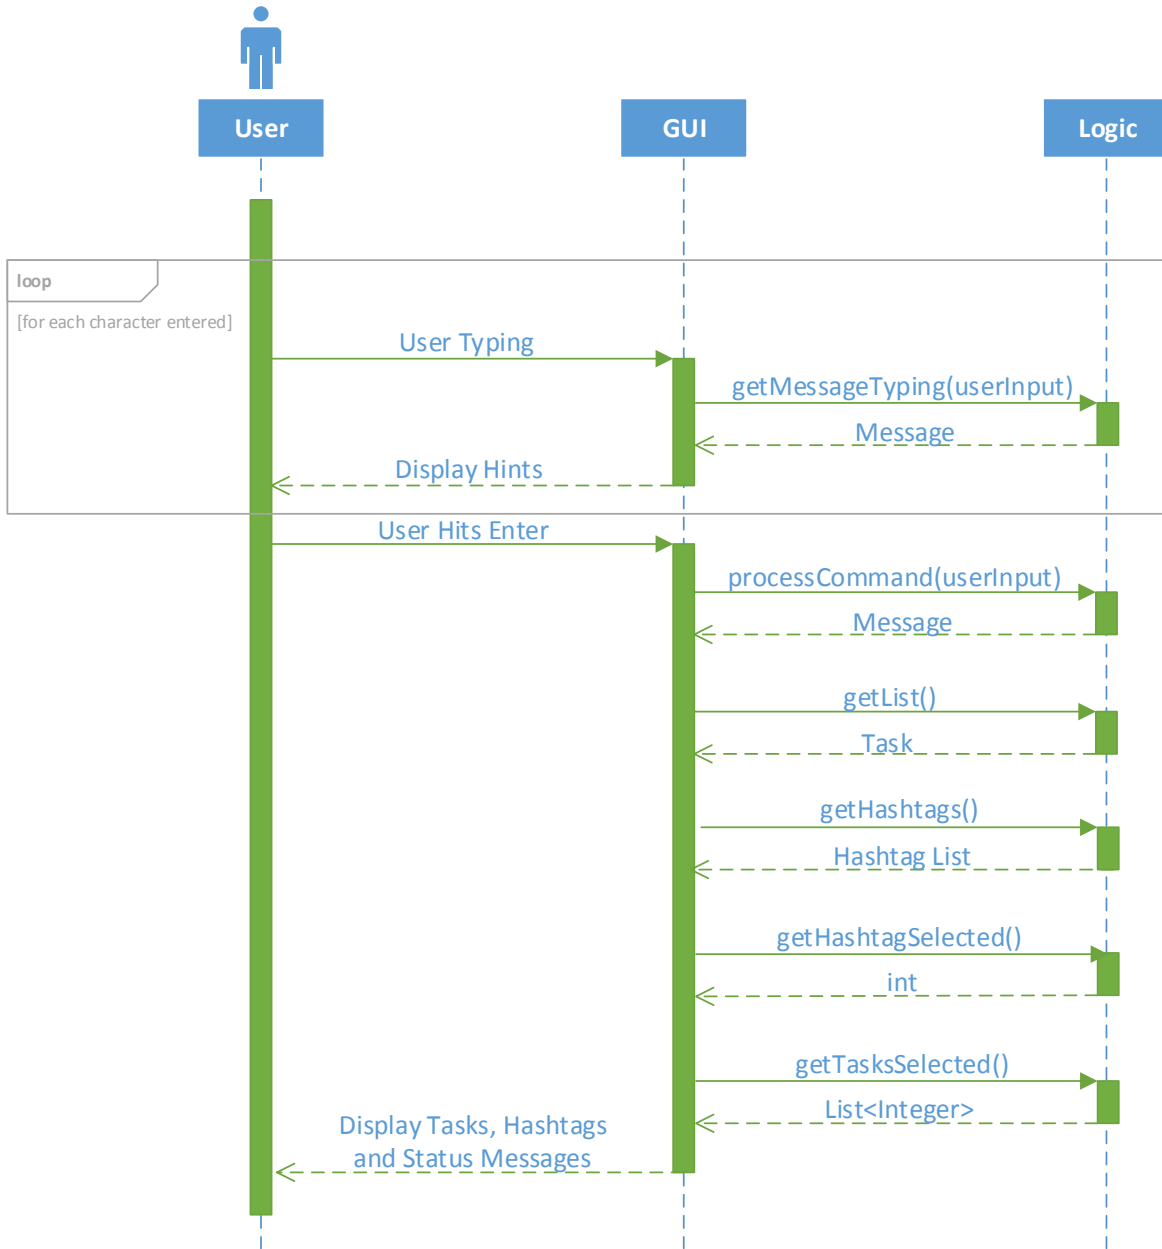 User
GUI
Logic
loop
[for each character entered]
User Typing
getMessageTyping(userInput)
Message
Display Hints
User Hits Enter
processCommand(userInput)
Message
getList()
Task
getHashtags()
Hashtag List
getHashtagSelected()
int
getTasksSelected()
List<Integer>
Display Tasks, Hashtags
and Status Messages